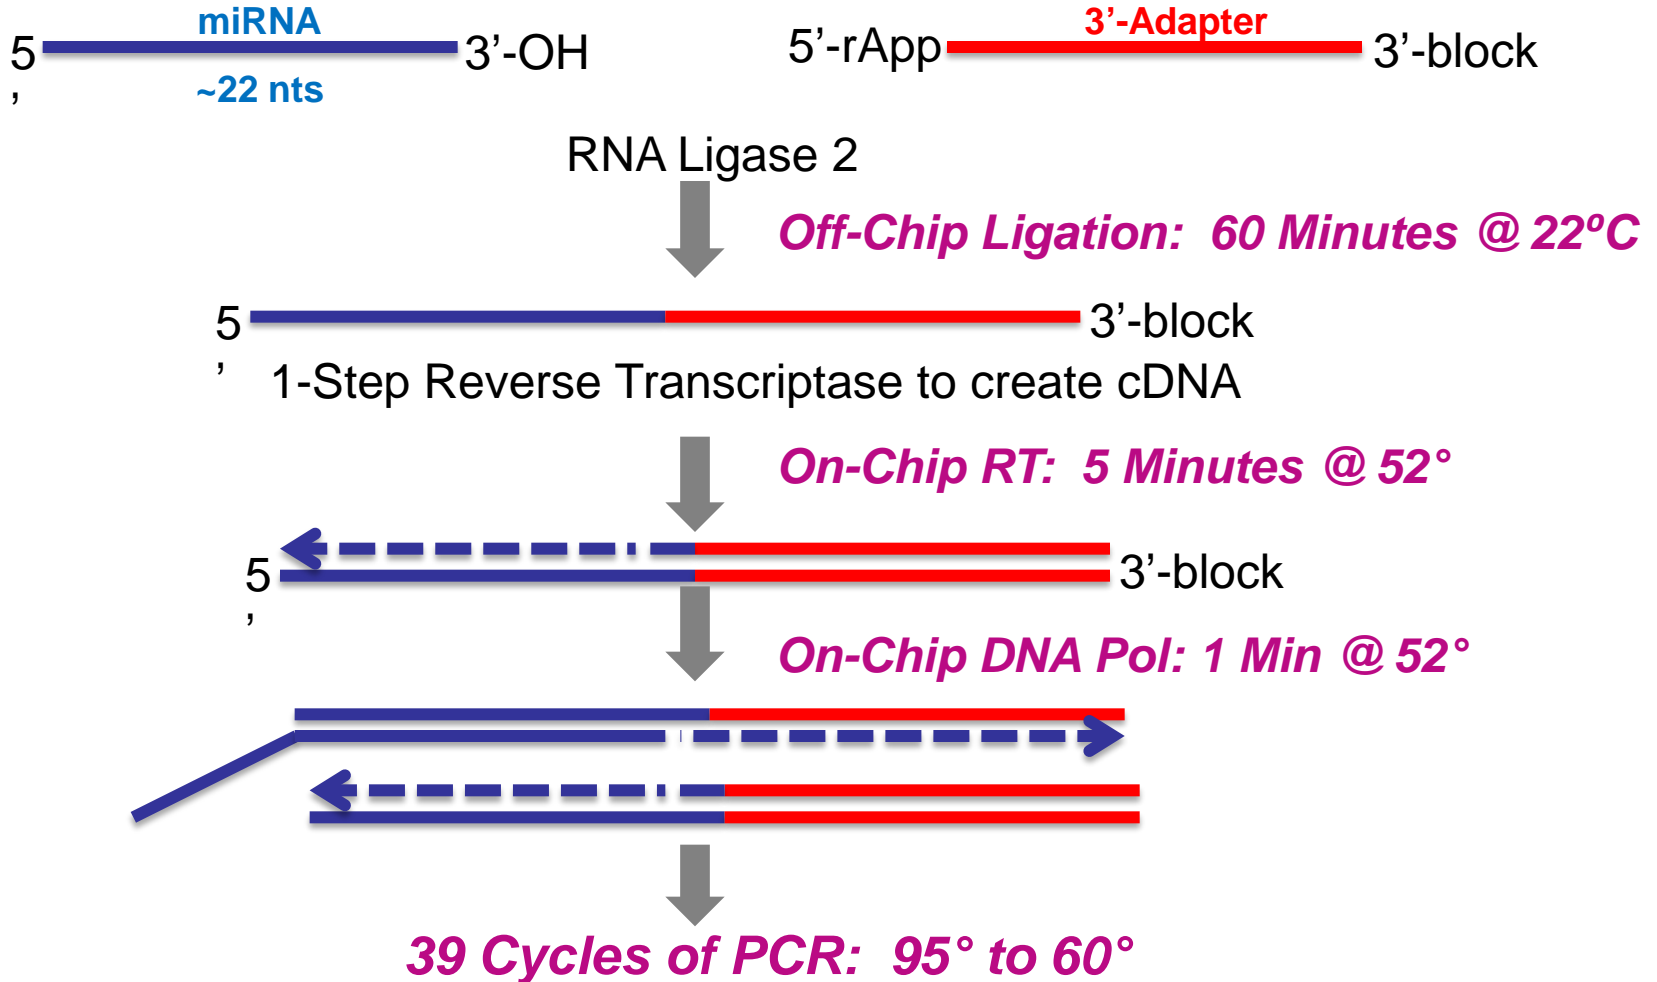 miRNA
5’
3’-OH
~22 nts
3’-Adapter
5’-rApp
3’-block
RNA Ligase 2
Off-Chip Ligation: 60 Minutes @ 22ºC
5’
3’-block
1-Step Reverse Transcriptase to create cDNA
On-Chip RT: 5 Minutes @ 52°
5’
3’-block
On-Chip DNA Pol: 1 Min @ 52°
39 Cycles of PCR: 95° to 60°